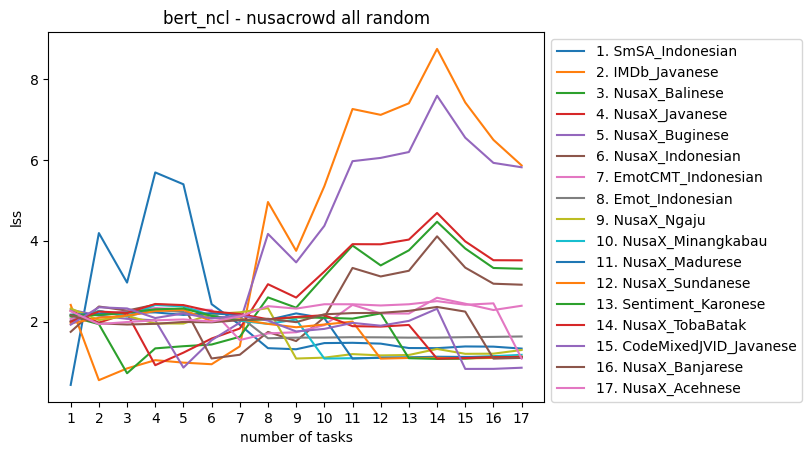 bert_ncl - nusacrowd all random
8
6
4
2
lss
1 2 3 4 5 6 7 8 9 10 11 12 13 14 15 16 17
number of tasks
1. SmSA_Indonesian
2. IMDb_Javanese
3. NusaX_Balinese
4. NusaX_Javanese
5. NusaX_Buginese
6. NusaX_Indonesian
7. EmotCMT_Indonesian
8. Emot_Indonesian
9. NusaX_Ngaju
10. NusaX_Minangkabau
11. NusaX_Madurese
12. NusaX_Sundanese
13. Sentiment_Karonese
14. NusaX_TobaBatak
15. CodeMixedJVID_Javanese
16. NusaX_Banjarese
17. NusaX_Acehnese